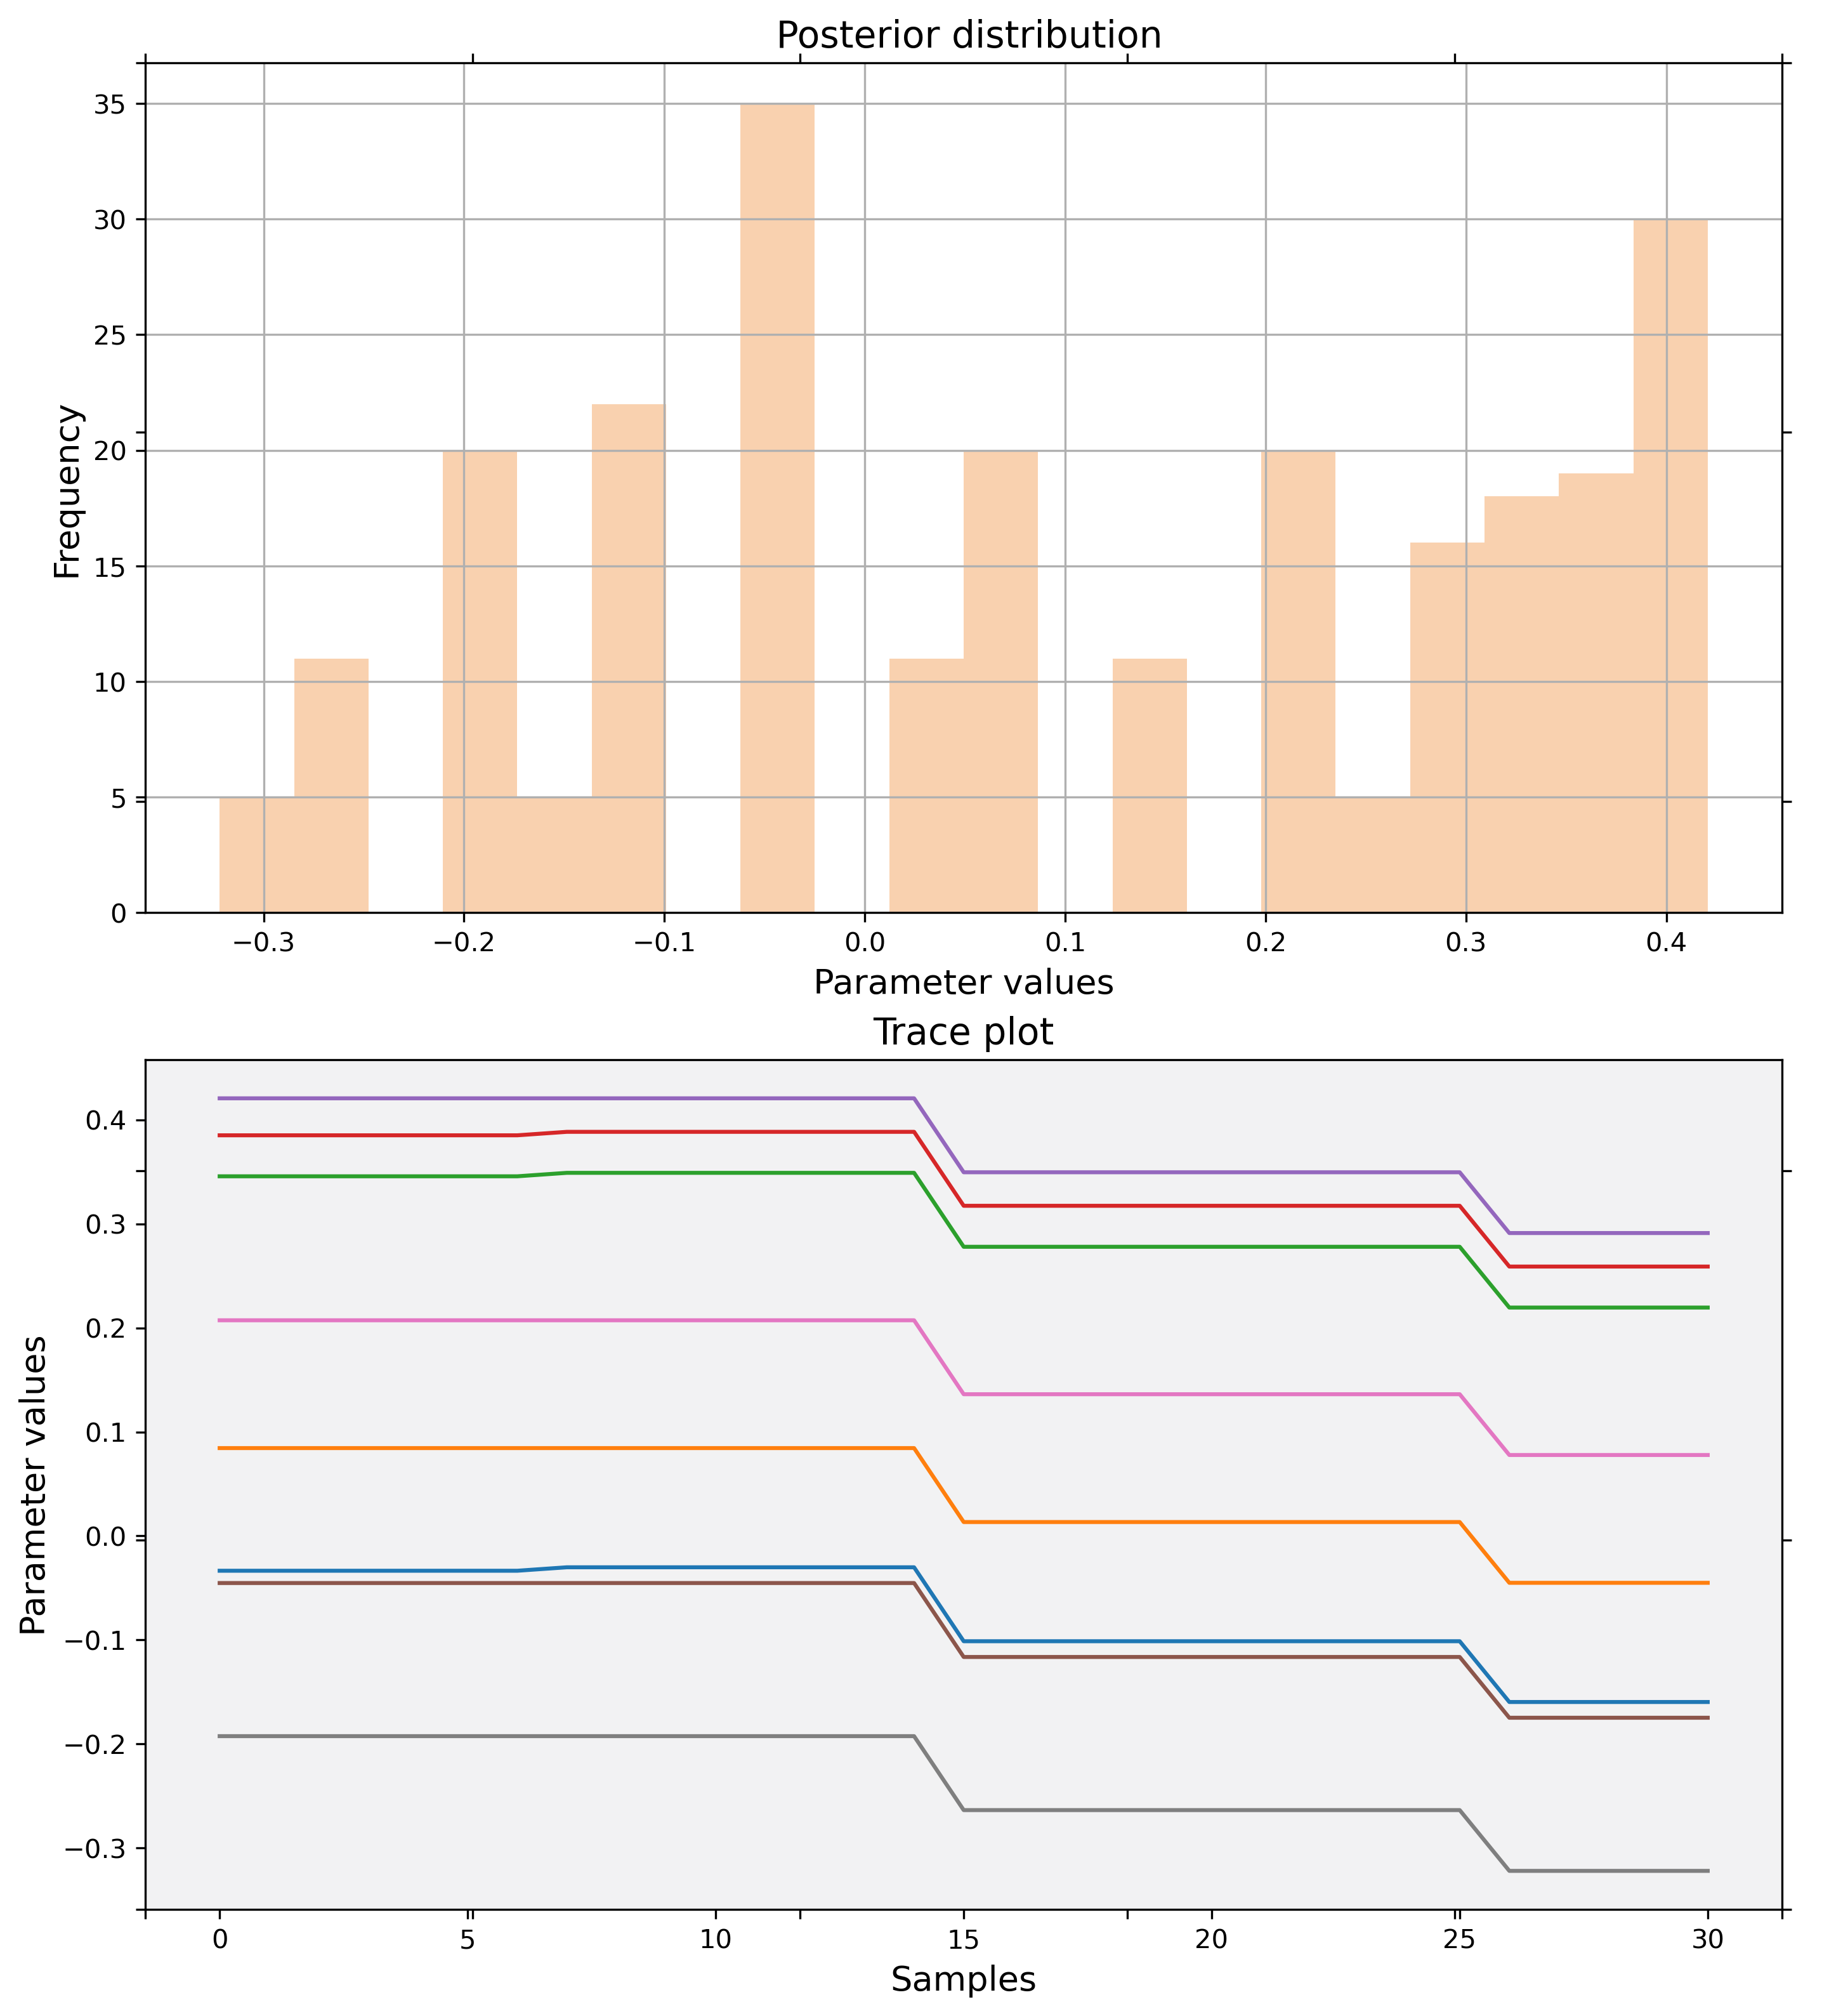 Posterior distribution
35
30
25
20
15
10
5
0
Frequency
−0.3 −0.2 −0.1 0.0 0.1 0.2 0.3 0.4
Parameter values
Trace plot
0.4
0.3
0.2
0.1
0.0
−0.1
−0.2
−0.3
Parameter values
0 5 10 15 20 25 30
Samples